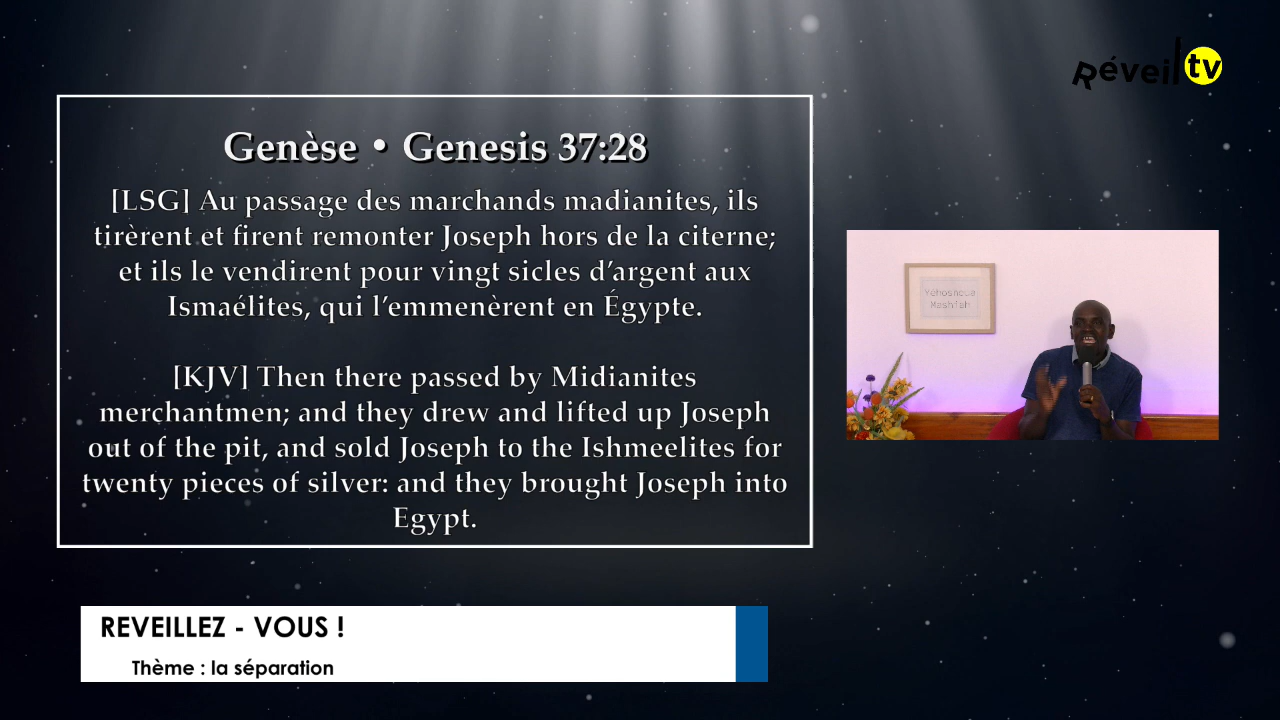 Réveil tv
Genèse • Genesis 37:28
[LSG] Au passage des marchands madianites, ils
tirèrent et firent remonter Joseph hors de la citerne;
et ils le vendirent pour vingt sicles d’argent aux
Ismaélites, qui l’emmenèrent en Égypte.
[KJV] Then there passed by Midianites
merchantmen; and they drew and lifted up Joseph
out of the pit, and sold Joseph to the Ishmeelites for
twenty pieces of silver: and they brought Joseph into
Egypt.
Yehoshoua
Mashiah
REVEILLEZ - VOUS !
Thème : la séparation